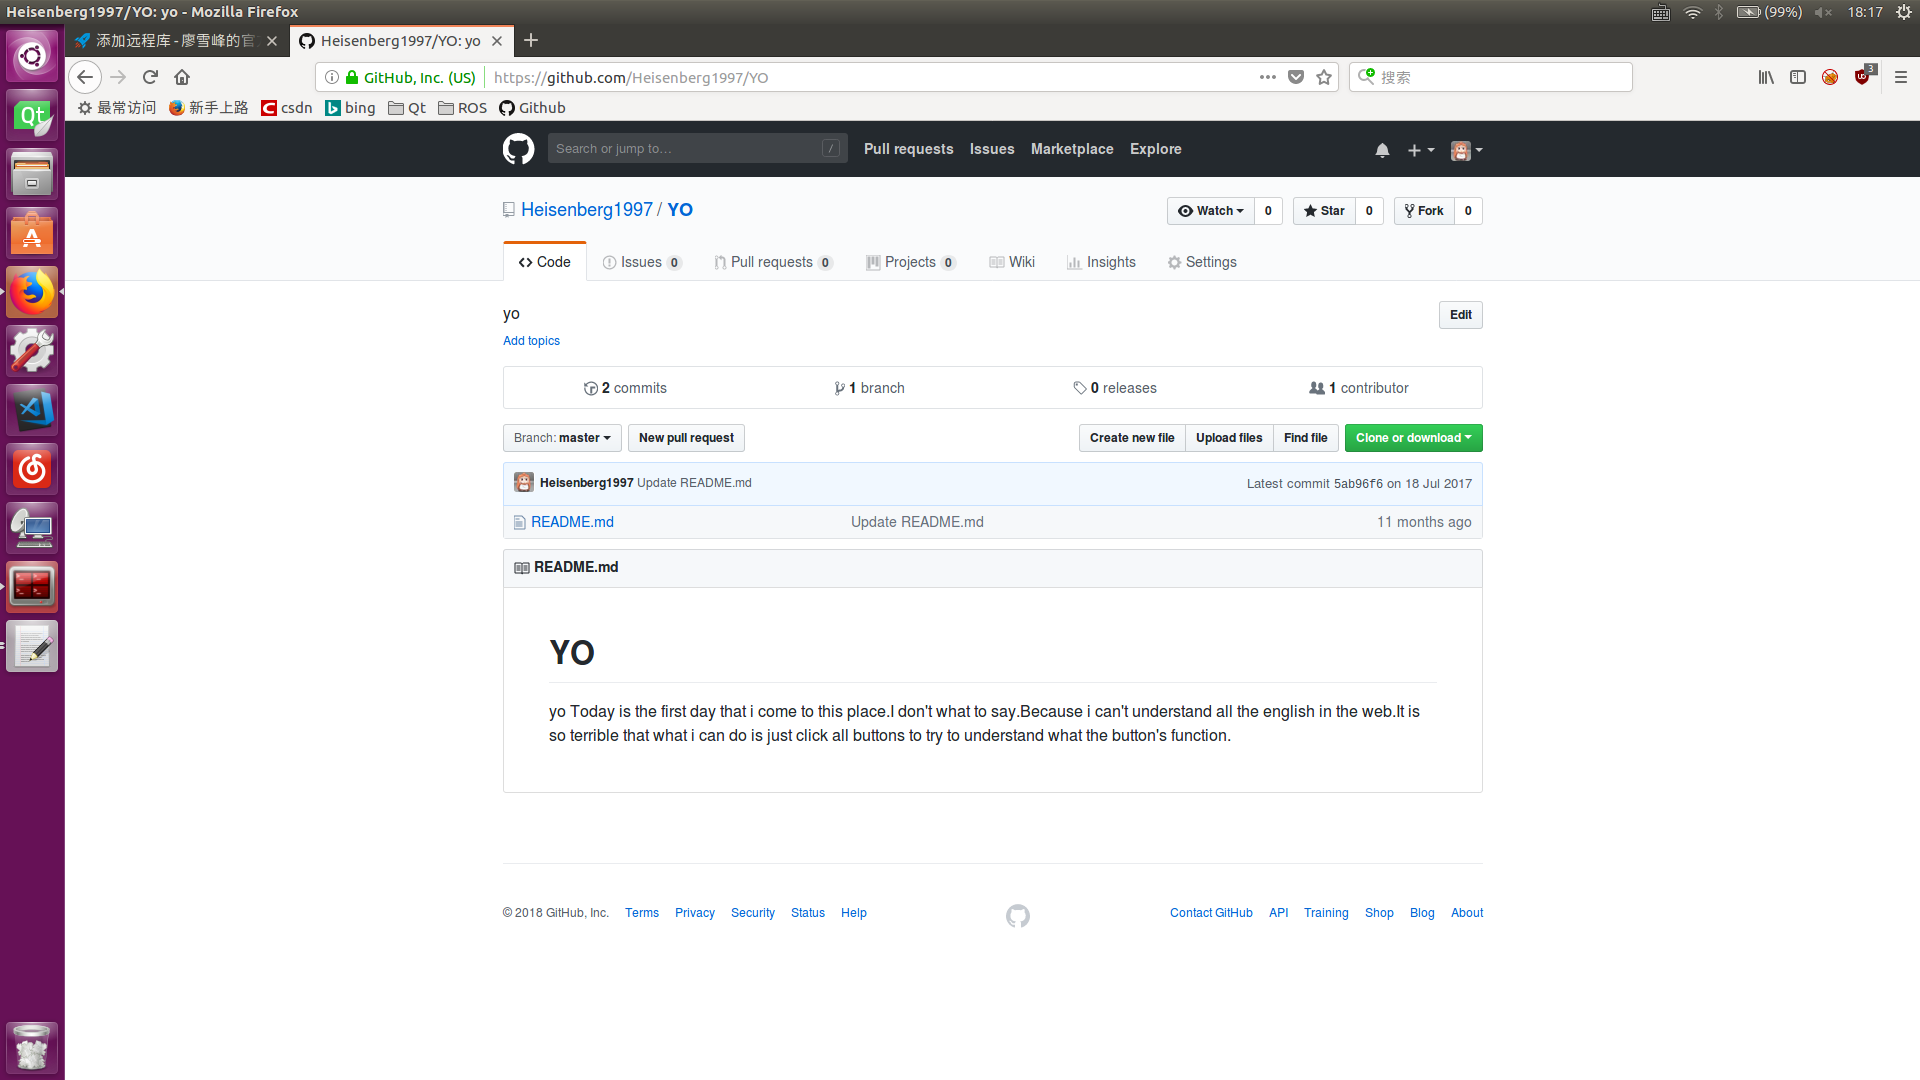 Heisenberg1997/YO: yo - Mozilla Firefox
(99%)
18:17
添加远程库 - 廖雪峰的官
Heisenberg1997/YO: yo
GitHub, Inc. (US)
https://github.com/Heisenberg1997/YO
搜索
3
最常访问
新手上路
csdn
bing
Qt
ROS
Github
Search or jump to…
/
Pull requests
Issues
Marketplace
Explore
Heisenberg1997 / YO
Watch
0
Star
0
Fork
0
Code
Issues 0
Pull requests 0
Projects 0
Wiki
Insights
Settings
yo
Edit
Add topics
2 commits
1 branch
0 releases
1 contributor
Branch: master
New pull request
Create new file
Upload files
Find file
Clone or download
Heisenberg1997 Update README.md
Latest commit 5ab96f6 on 18 Jul 2017
README.md
Update README.md
11 months ago
README.md
YO
yo Today is the first day that i come to this place.I don't what to say.Because i can't understand all the english in the web.It is
so terrible that what i can do is just click all buttons to try to understand what the button's function.
© 2018 GitHub, Inc.
Terms
Privacy
Security
Status
Help
Contact GitHub
API
Training
Shop
Blog
About